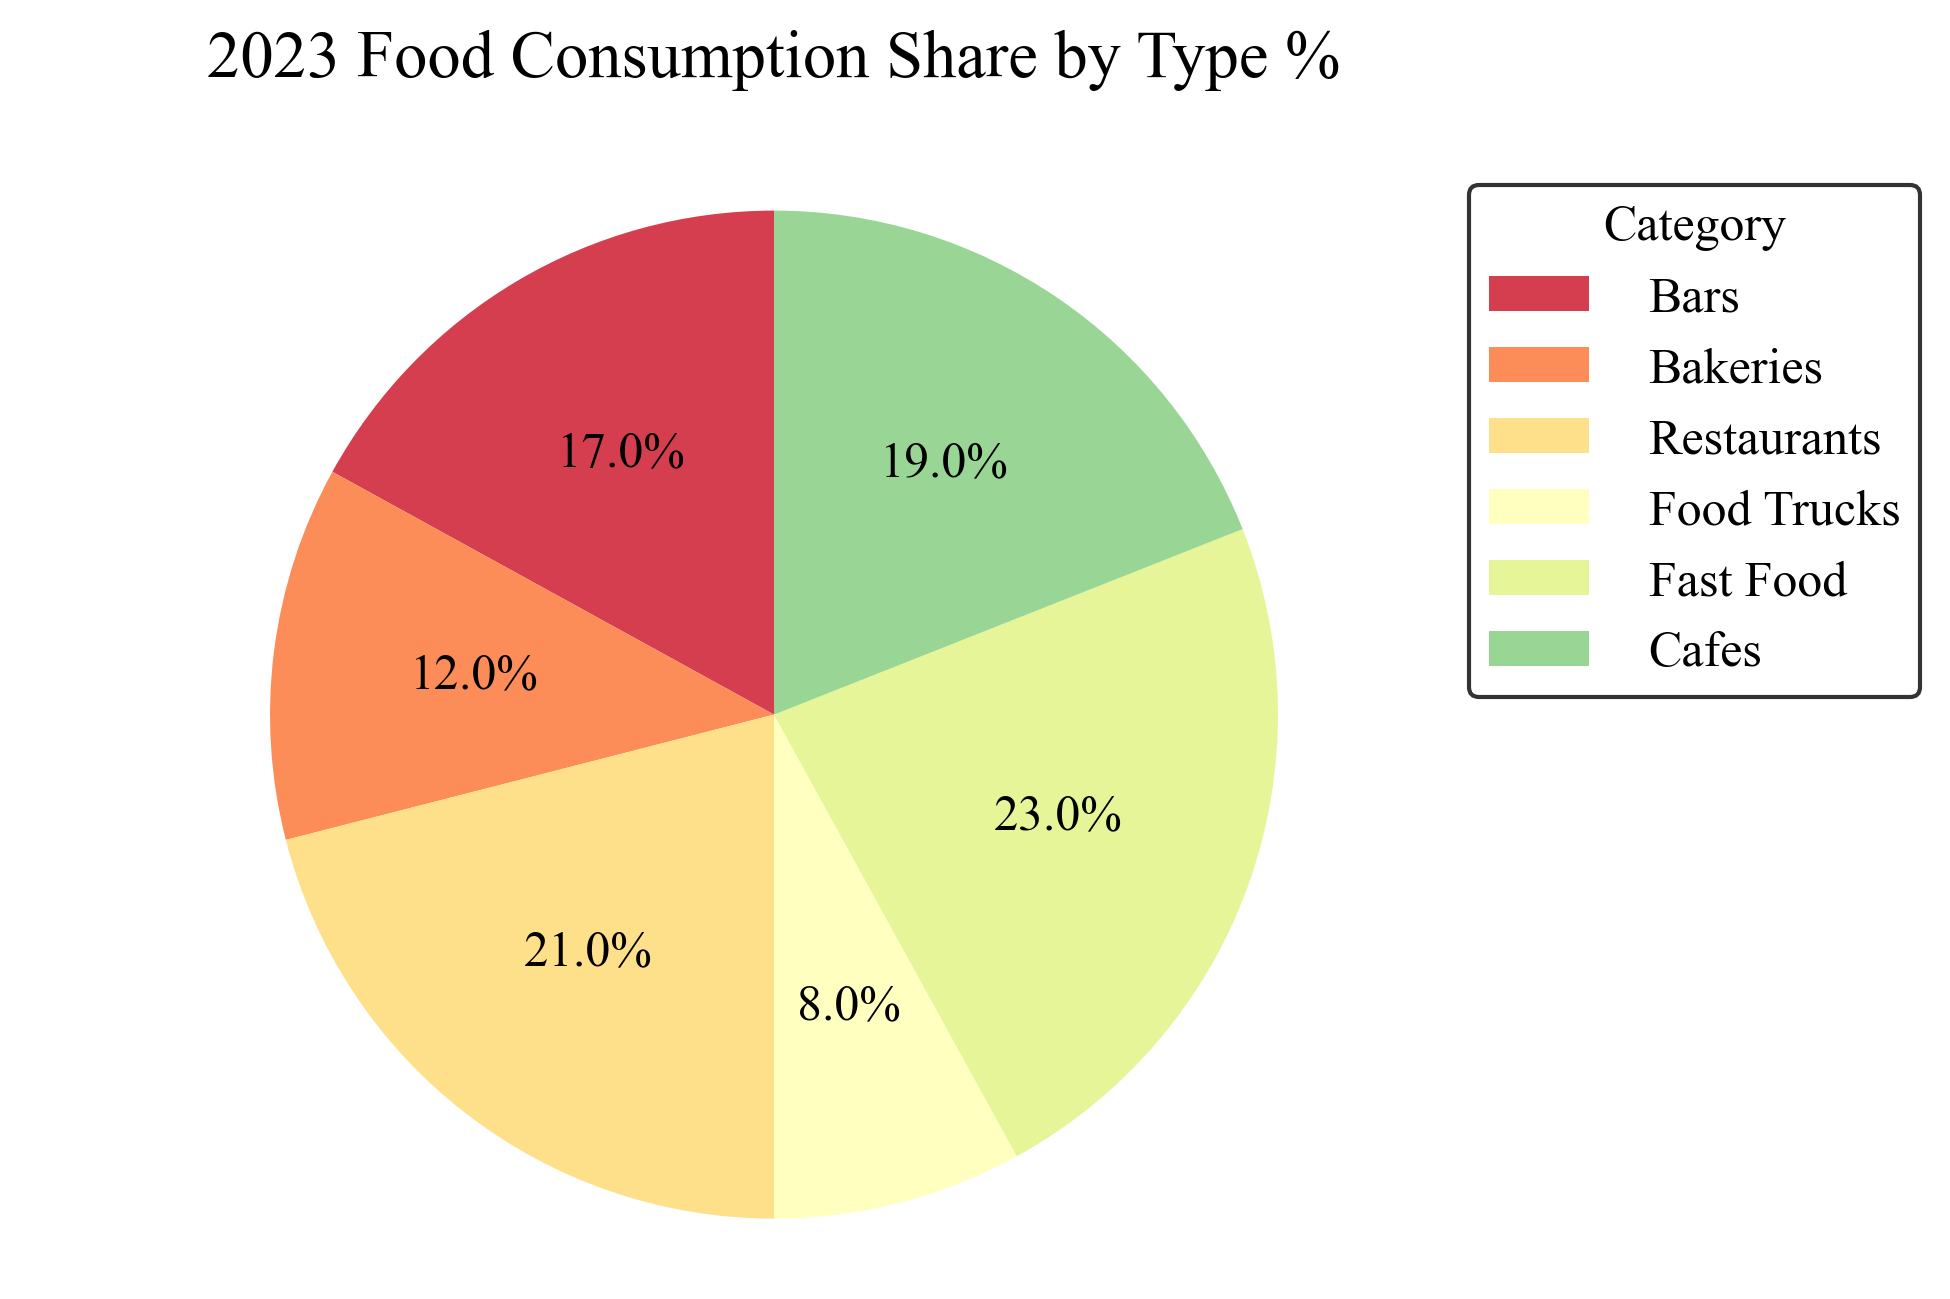 2023 Food Consumption Share by Type %
Category
Bars
Bakeries
Restaurants
Food Trucks
Fast Food
Cafes
17.0%
19.0%
12.0%
23.0%
21.0%
8.0%